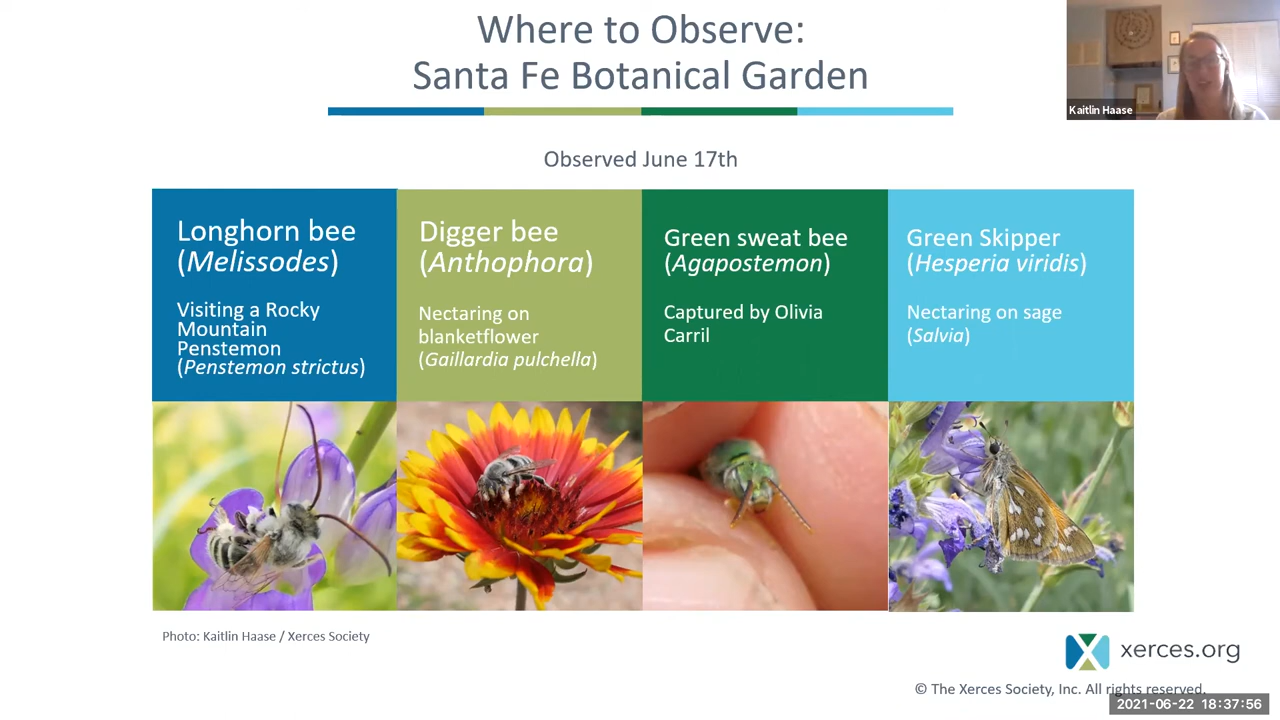 Where to Observe:
Santa Fe Botanical Garden
Kaitlin Haase
Observed June 17th
Longhorn bee
(Melissodes)
Visiting a Rocky
Mountain
Penstemon
(Penstemon strictus)
Digger bee
(Anthophora)
Nectaring on
blanketflower
(Gaillardia pulchella)
Green sweat bee
(Agapostemon)
Captured by Olivia
Carril
Green Skipper
(Hesperia viridis)
Nectaring on sage
(Salvia)
Photo: Kaitlin Haase / Xerces Society
xerces.org
© The Xerces Society, Inc. All rights reserved.
2021-06-22 18:37:56